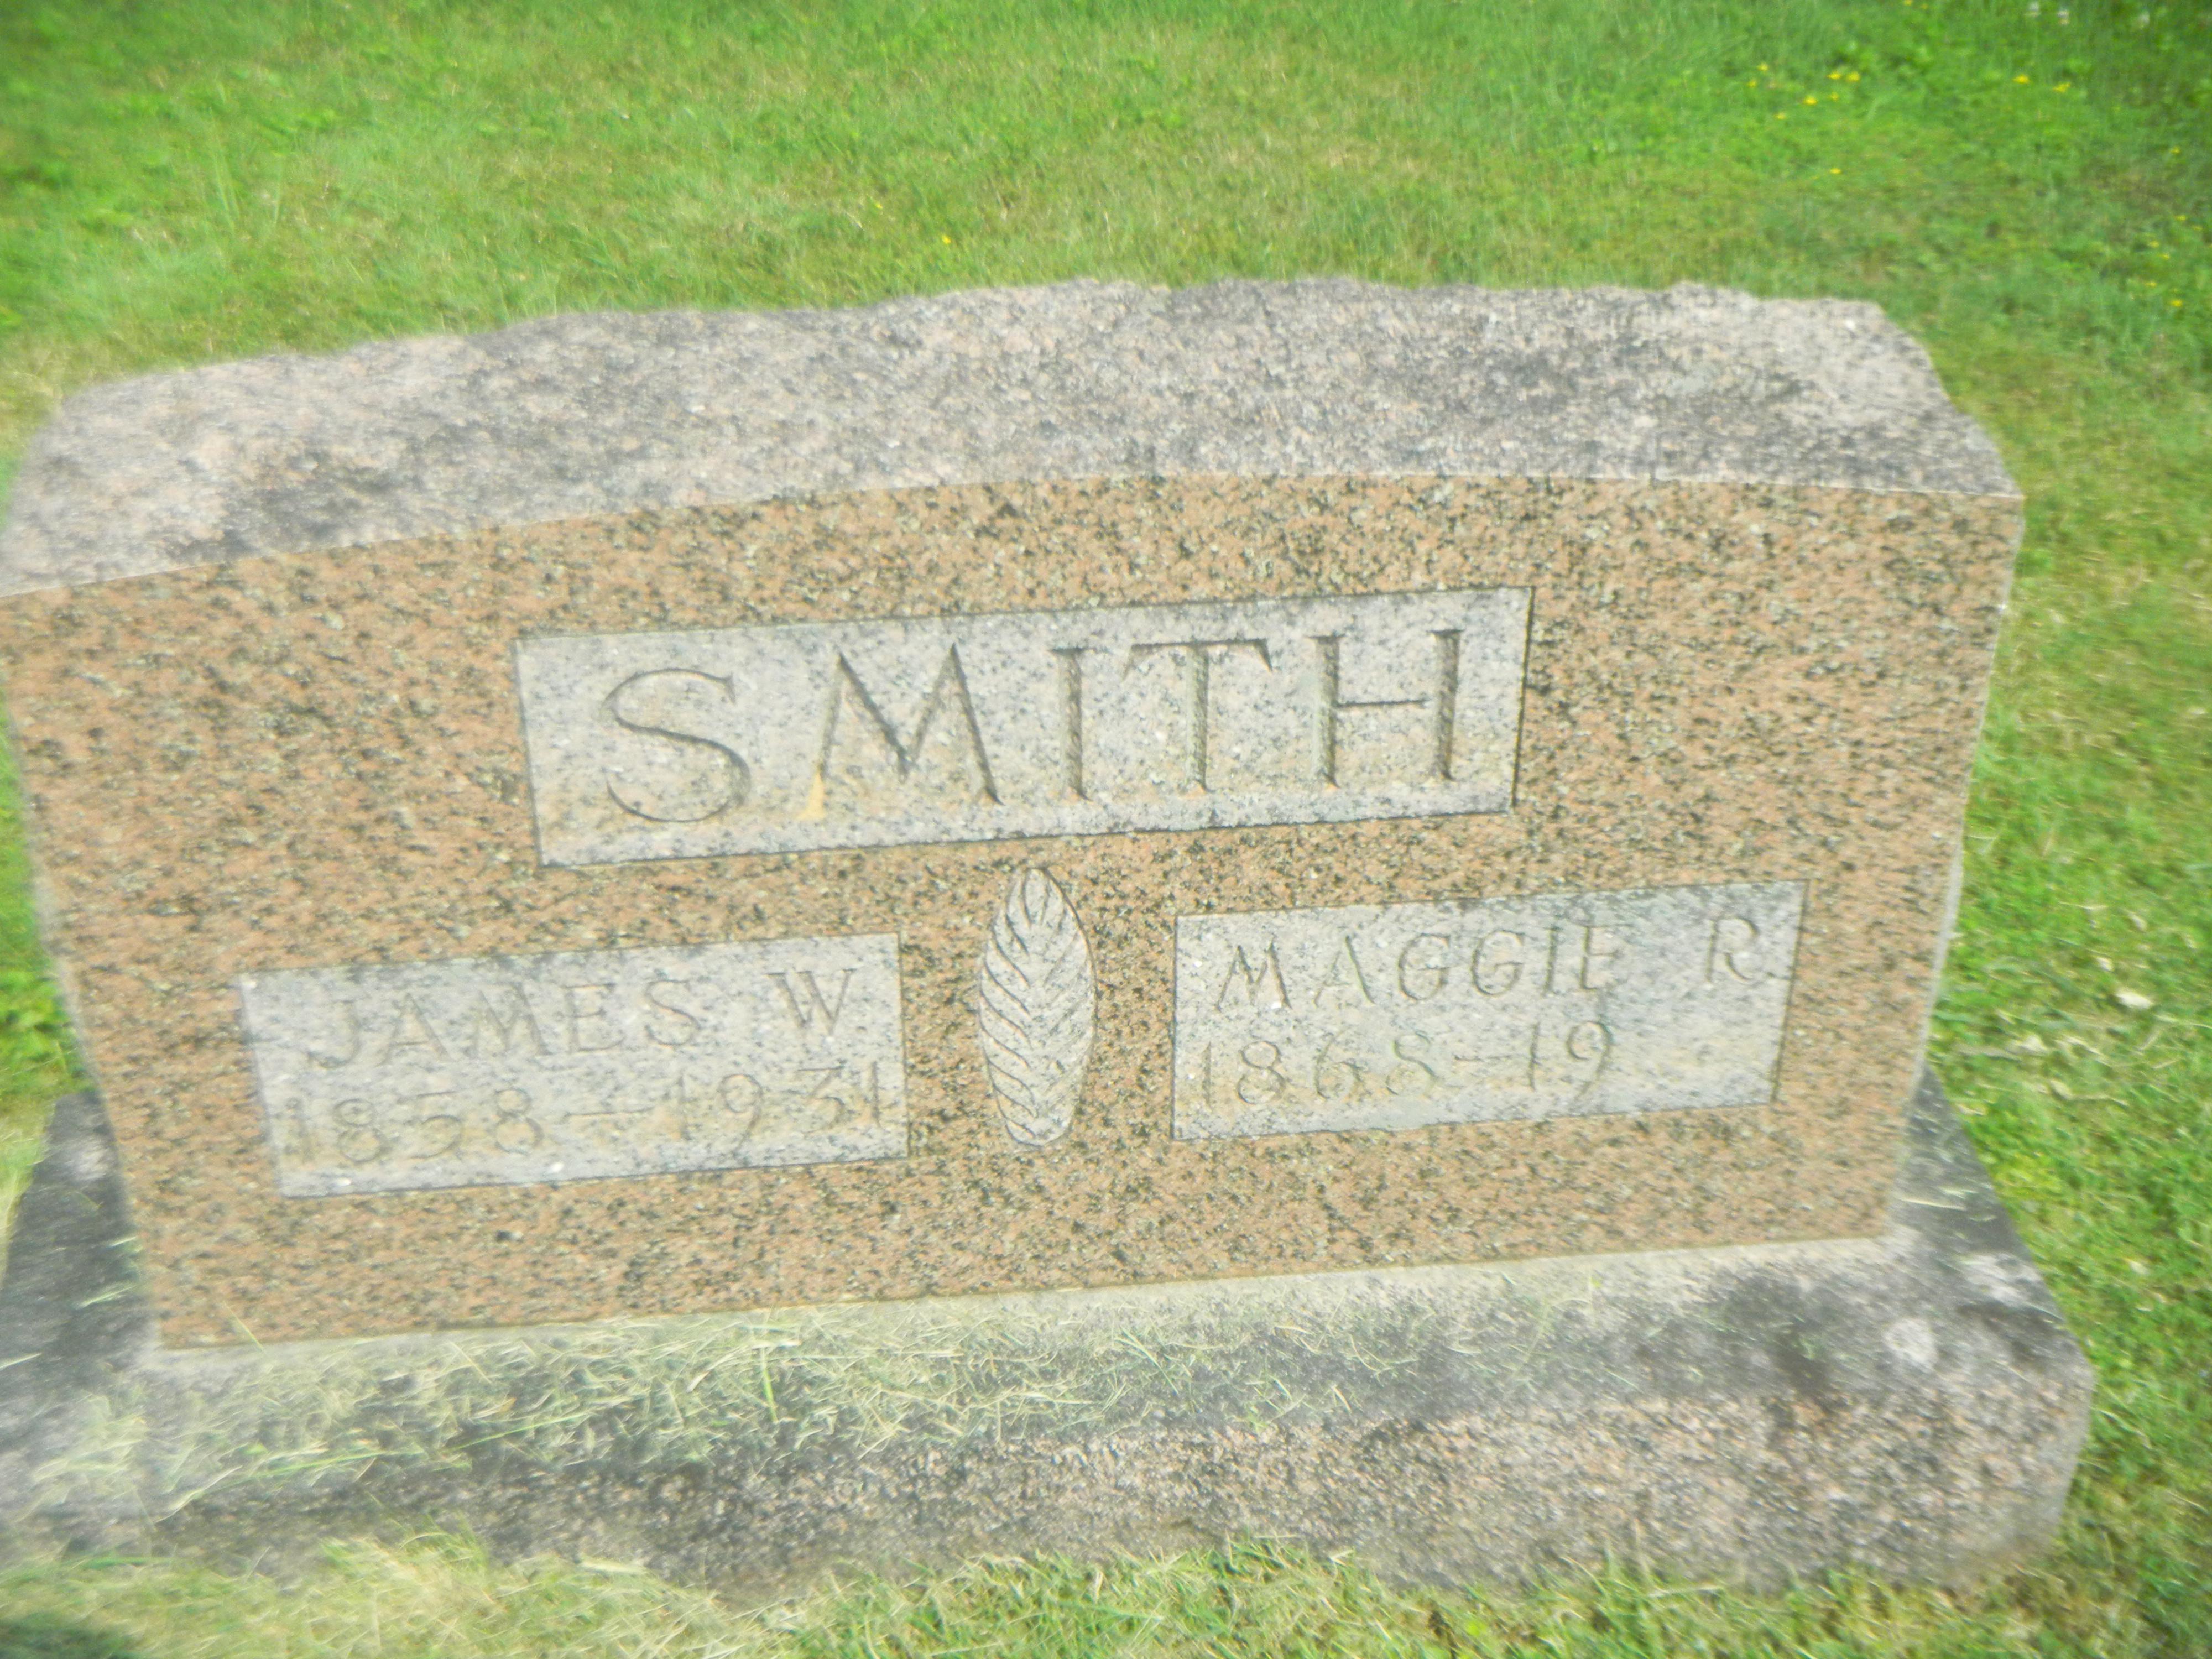 SMITH
JAMES W
1858-1931
MAGGIE R.
1868-19